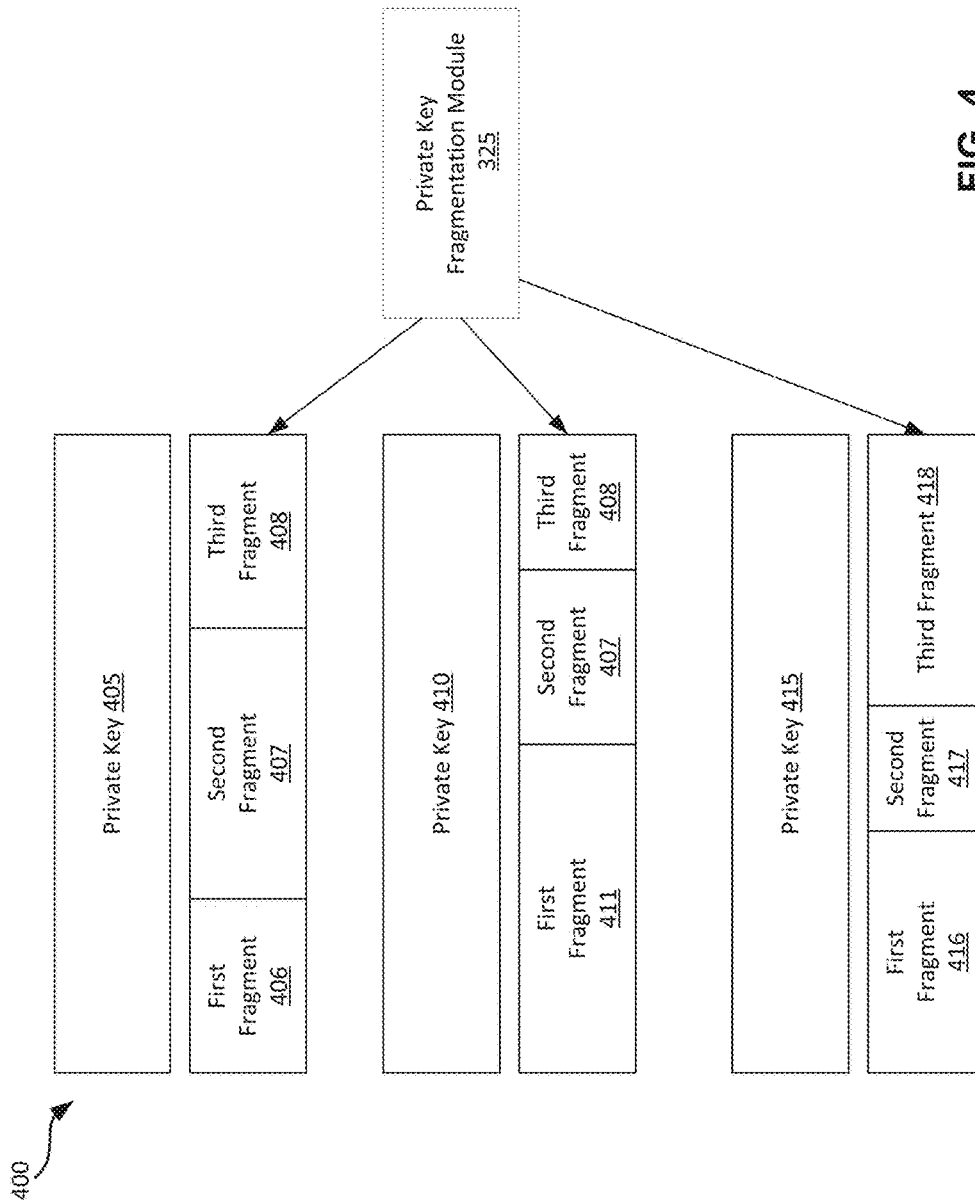 400
Private Key 405
First
Fragment
406
Second
Fragment
407
Third
Fragment
408
Private Key 410
First
Fragment
411
Second
Fragment
407
Third
Fragment
408
Private Key 415
First
Fragment
416
Second
Fragment
417
Third Fragment 418
Private Key
Fragmentation Module
325
FIG. 4